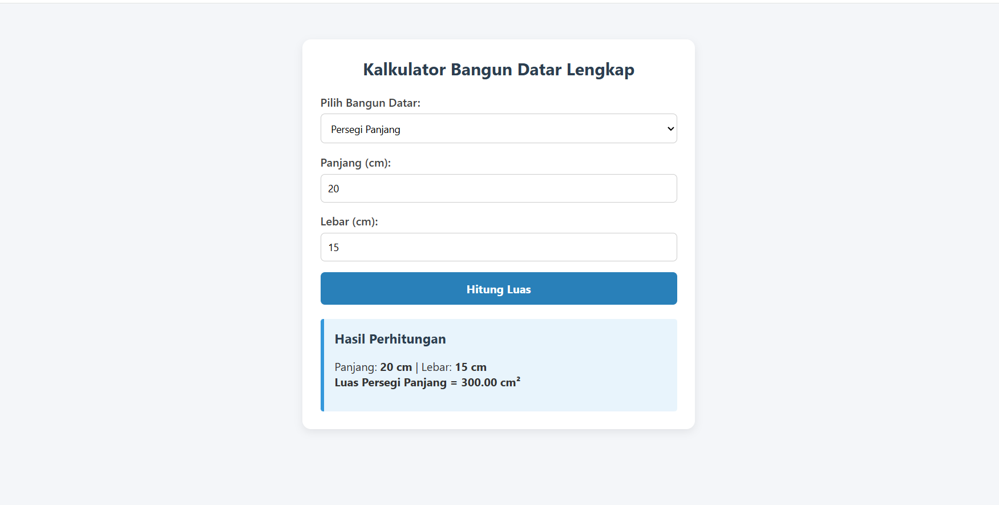 Kalkulator Bangun Datar Lengkap
Pilih Bangun Datar:
Persegi Panjang
Panjang (cm):
20
Lebar (cm):
15
Hitung Luas
Hasil Perhitungan
Panjang: 20 cm | Lebar: 15 cm
Luas Persegi Panjang = 300.00 cm²